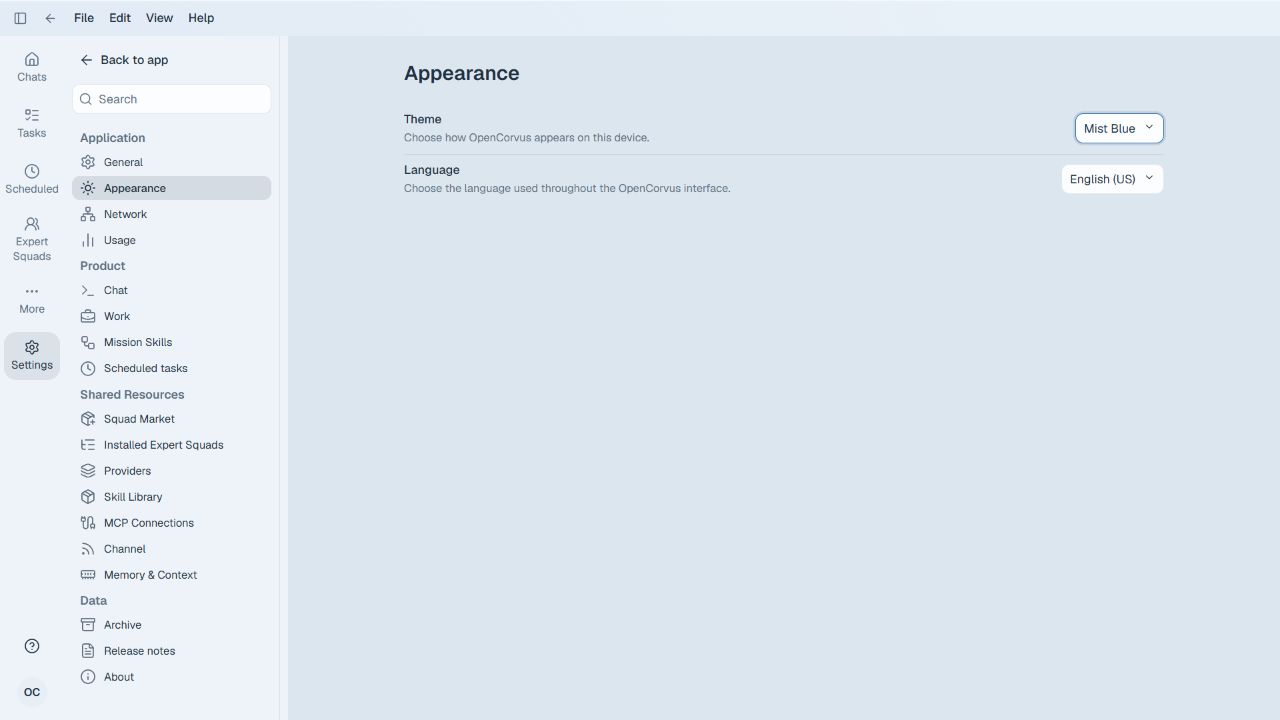 File Edit View Help
Chats
Tasks
Scheduled
Expert
Squads
More
Settings
OC
Back to app
Search
Application
General
Appearance
Network
Usage
Product
Chat
Work
Mission Skills
Scheduled tasks
Shared Resources
Squad Market
Installed Expert Squads
Providers
Skill Library
MCP Connections
Channel
Memory & Context
Data
Archive
Release notes
About
Appearance
Theme
Choose how OpenCorvus appears on this device.
Mist Blue
Language
Choose the language used throughout the OpenCorvus interface.
English (US)